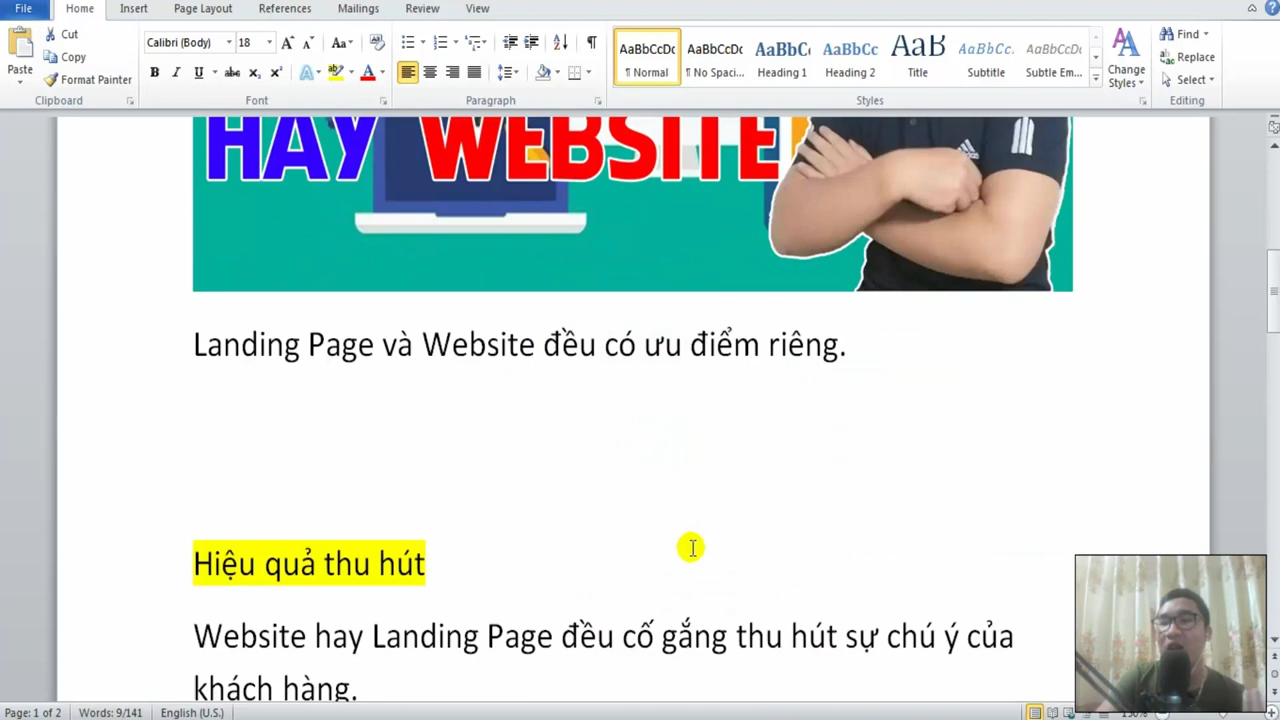 File Home Insert Page Layout References Mailings Review View
Paste
Cut
Copy
Format Painter
Clipboard
Calibri (Body) 18
Font
Paragraph
AaBbCcDc AaBbCcDc AaBbC AaBbCc AaB AaBbCc. AaBbCcDc
¶ Normal ¶ No Spaci... Heading 1 Heading 2 Title Subtitle Subtle Em...
Change
Styles
Styles
Find
Replace
Select
Editing
HAY WEBSITE
adidas
Landing Page và Website đều có ưu điểm riêng.
Hiệu quả thu hút
Website hay Landing Page đều cố gắng thu hút sự chú ý của
khách hàng.
Page: 1 of 2 Words: 9/141 English (U.S.)